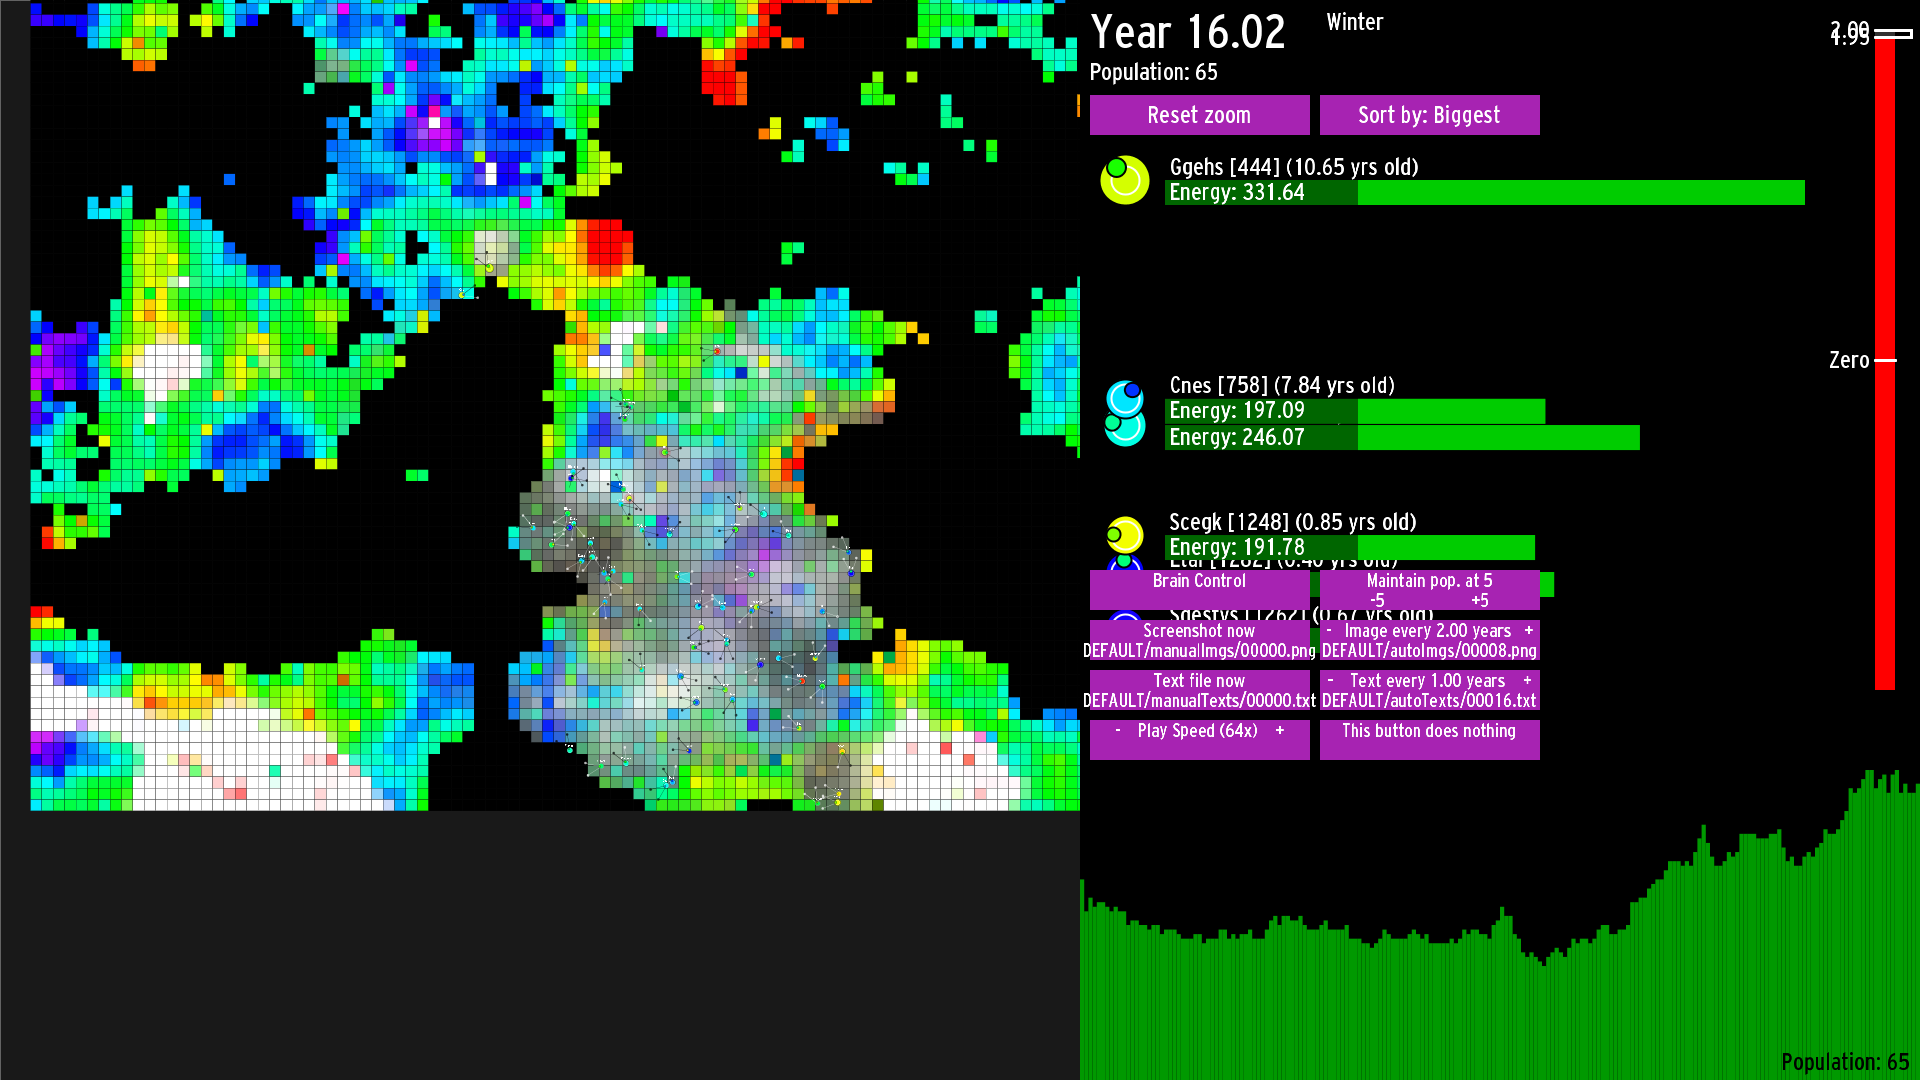 Year 16.02
Winter
Population: 65
Reset zoom
Sort by: Biggest
2.00
1.95
Ggehs [444] (10.65 yrs old)
Energy: 331.64
Zero
Cnes [758] (7.84 yrs old)
Energy: 197.09
Energy: 246.07
Scegk [1248] (0.85 yrs old)
Energy: 191.78
Brain Control
Maintain pop. at 5
-5 +5
Screenshot now
DEFAULT/manualImgs/00000.png
- Image every 2.00 years +
DEFAULT/autoImgs/00008.png
Text file now
DEFAULT/manualTexts/00000.txt
- Text every 1.00 years +
DEFAULT/autoTexts/00016.txt
- Play Speed (64x) +
This button does nothing
Population: 65